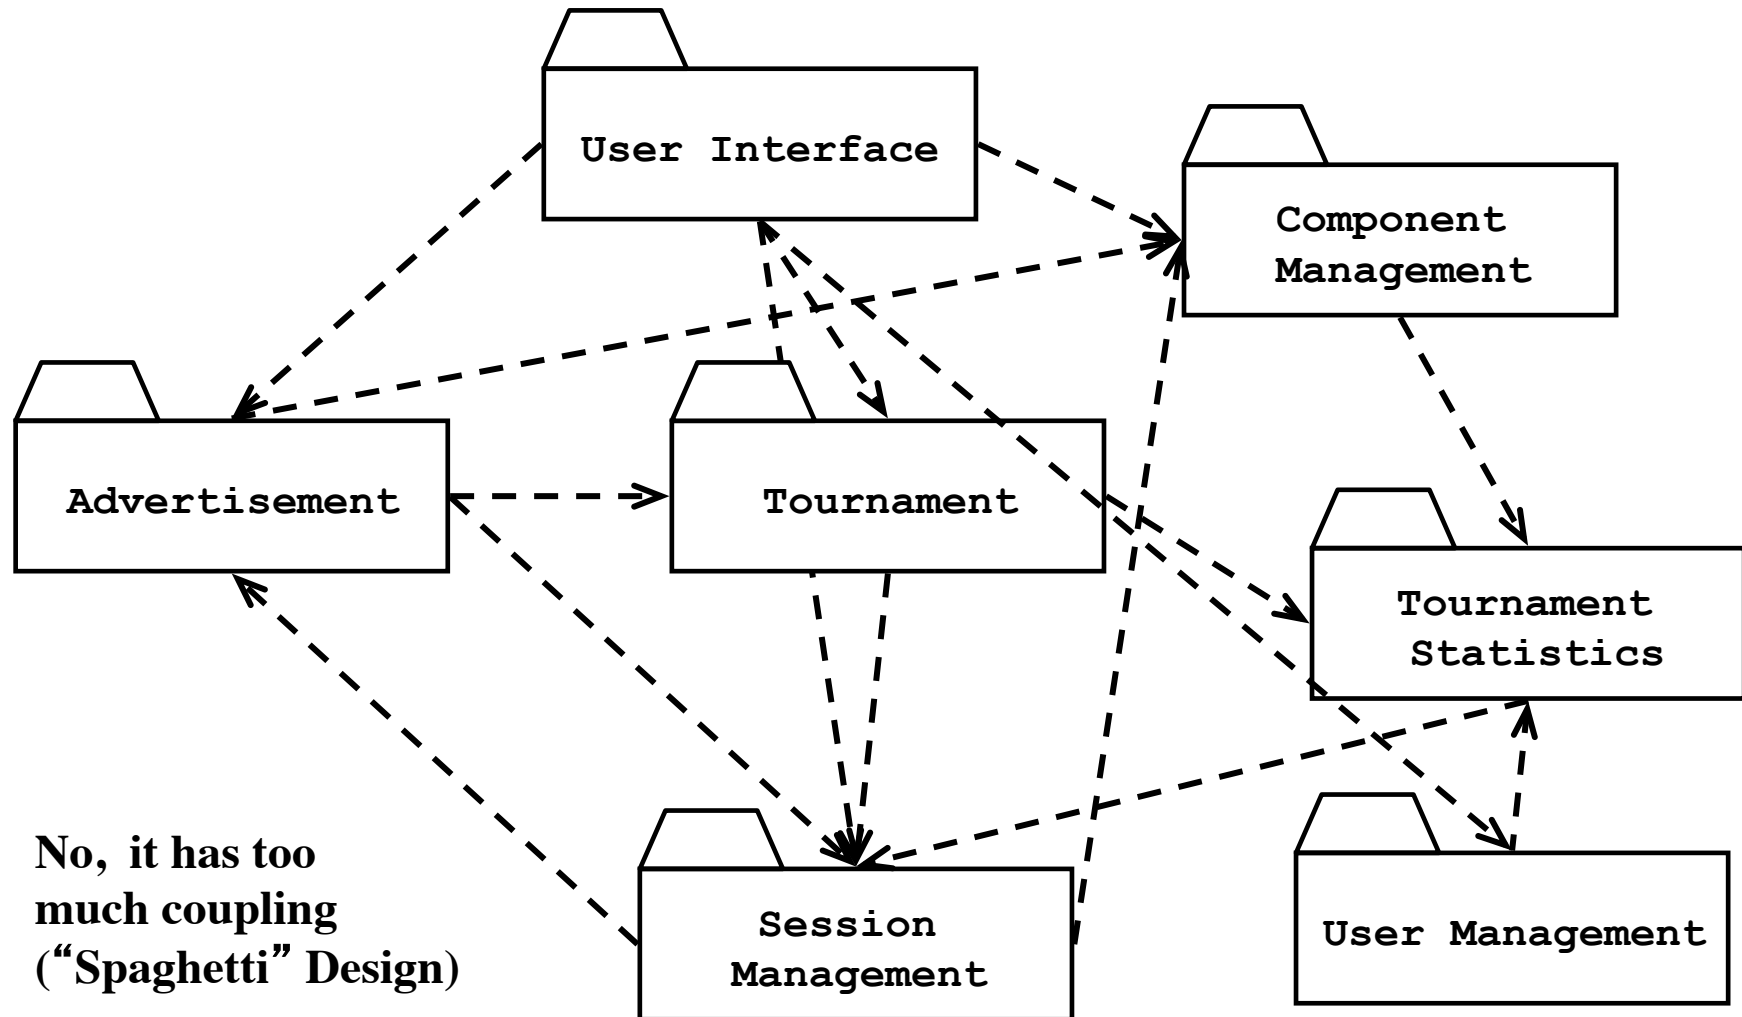 User Interface
Component
Management
Advertisement
Tournament
Tournament
Statistics
No, it has too
much coupling
(“Spaghetti” Design)
Session
Management
User Management